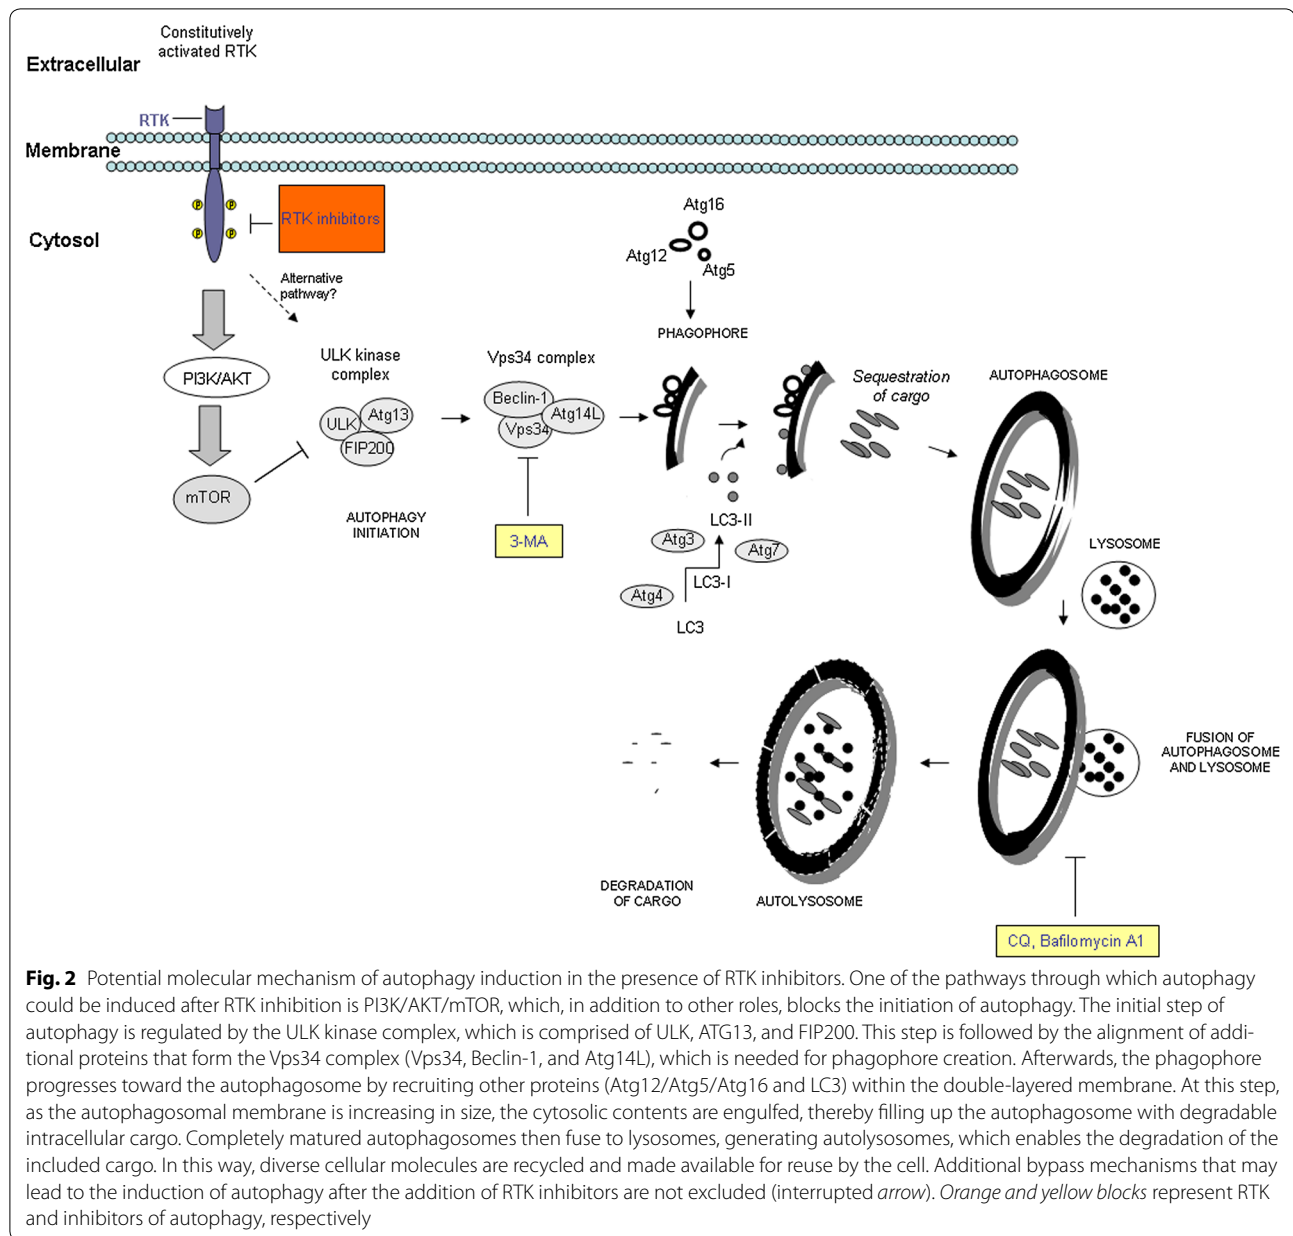 Constitutively
activated RTK
Extracellular
RTK
Membrane
P P
RTK inhibitors
P P
Cytosol
Atg16
Atg12
Atg5
Alternative
pathway?
PHAGOPHORE
ULK kinase
complex
Vps34 complex
PI3K/AKT
Sequestration
of cargo
AUTOPHAGOSOME
Beclin-1
Atg13
Atg14L
ULK
Vps34
FIP200
mTOR
AUTOPHAGY
INITIATION
LC3-II
3-MA
Atg3
Atg7
LYSOSOME
LC3-I
Atg4
LC3
FUSION OF
AUTOPHAGOSOME
AND LYSOSOME
DEGRADATION
OF CARGO
AUTOLYSOSOME
CQ, Bafilomycin A1
Fig. 2 Potential molecular mechanism of autophagy induction in the presence of RTK inhibitors. One of the pathways through which autophagy
could be induced after RTK inhibition is PI3K/AKT/mTOR, which, in addition to other roles, blocks the initiation of autophagy. The initial step of
autophagy is regulated by the ULK kinase complex, which is comprised of ULK, ATG13, and FIP200. This step is followed by the alignment of addi-
tional proteins that form the Vps34 complex (Vps34, Beclin-1, and Atg14L), which is needed for phagophore creation. Afterwards, the phagophore
progresses toward the autophagosome by recruiting other proteins (Atg12/Atg5/Atg16 and LC3) within the double-layered membrane. At this step,
as the autophagosomal membrane is increasing in size, the cytosolic contents are engulfed, thereby filling up the autophagosome with degradable
intracellular cargo. Completely matured autophagosomes then fuse to lysosomes, generating autolysosomes, which enables the degradation of the
included cargo. In this way, diverse cellular molecules are recycled and made available for reuse by the cell. Additional bypass mechanisms that may
lead to the induction of autophagy after the addition of RTK inhibitors are not excluded (interrupted arrow). Orange and yellow blocks represent RTK
and inhibitors of autophagy, respectively